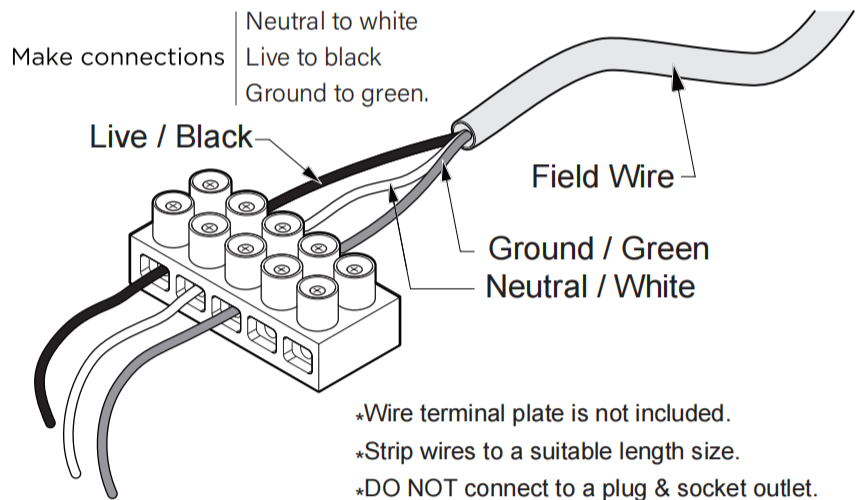 Make connections
Neutral to white
Live to black
Ground to green.
Live / Black
Field Wire
Ground / Green
Neutral / White
*Wire terminal plate is not included.
*Strip wires to a suitable length size.
*DO NOT connect to a plug & socket outlet.